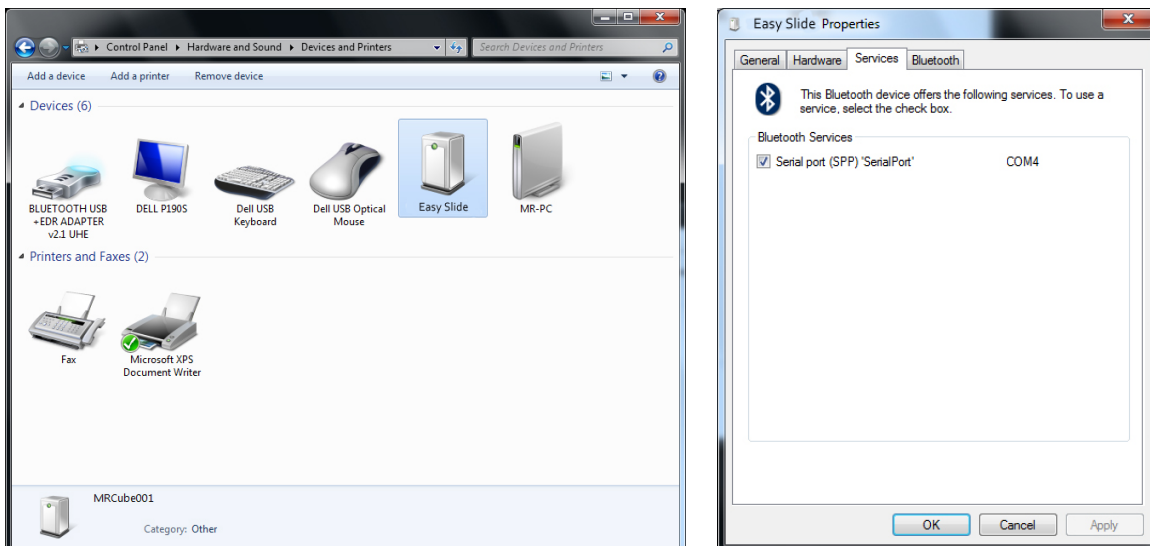 Control Panel ▸ Hardware and Sound ▸ Devices and Printers
Search Devices and Printers
Add a device Add a printer Remove device
Devices (6)
BLUETOOTH USB
+EDR ADAPTER
v2.1 UHE
DELL P190S
Dell USB
Keyboard
Dell USB Optical
Mouse
Easy Slide
MR-PC
Printers and Faxes (2)
Fax
Microsoft XPS
Document Writer
MRCube001
Category: Other
Easy Slide Properties
General Hardware Services Bluetooth
This Bluetooth device offers the following services. To use a
service, select the check box.
Bluetooth Services
Serial port (SPP) 'SerialPort' COM4
OK Cancel Apply